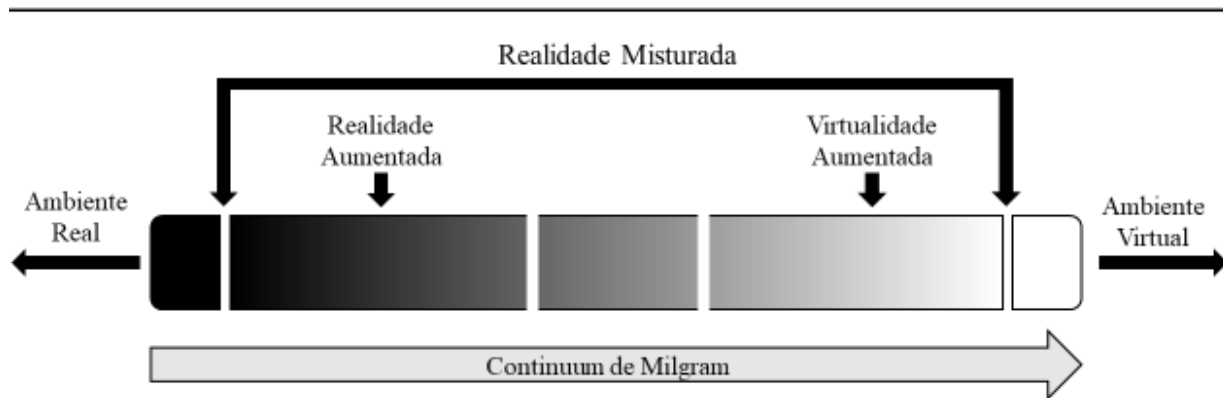 Realidade Misturada
Realidade
Aumentada
Virtualidade
Aumentada
Ambiente
Real
Ambiente
Virtual
Continuum de Milgram